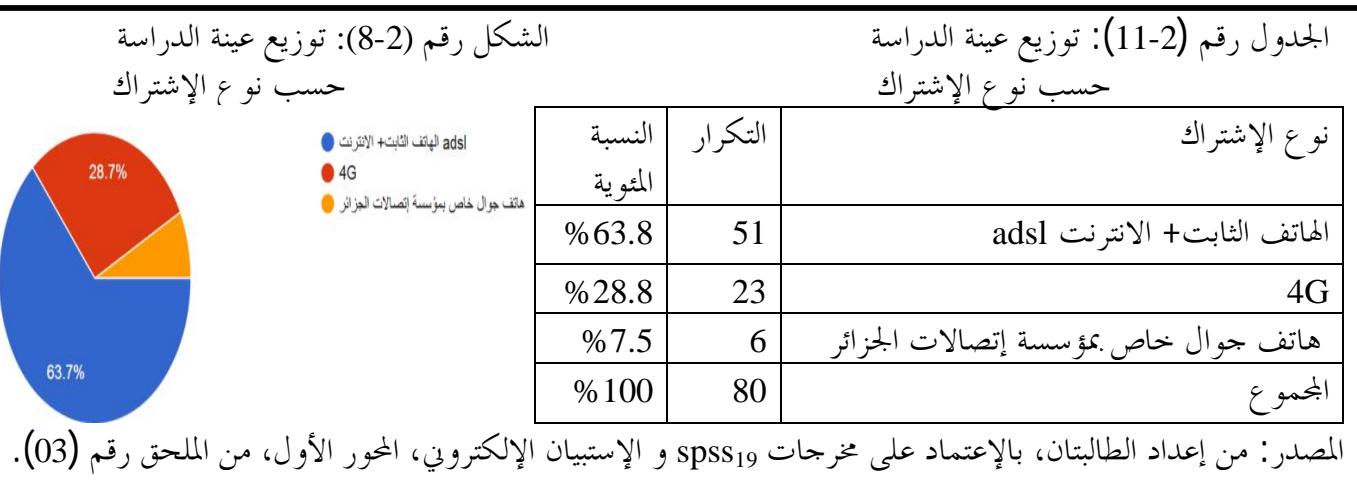 الجدول رقم (2-11): توزيع عينة الدراسة
حسب نوع الإشتراك
نوع الإشتراك التكرار النسبة المئوية
الهاتف الثابت+ الانترنت adsl 51 %63.8
4G 23 %28.8
هاتف جوال خاص بمؤسسة إتصالات الجزائر 6 %7.5
المجموع 80 %100
الشكل رقم (2-8): توزيع عينة الدراسة
حسب نوع الإشتراك
adsl الهاتف الثابت+ الانترنت
4G
هاتف جوال خاص بمؤسسة إتصالات الجزائر
28.7%
63.7%
المصدر: من إعداد الطالبتان، بالإعتماد على مخرجات spss19 و الإستبيان الإلكتروني، المحور الأول، من الملحق رقم (03).